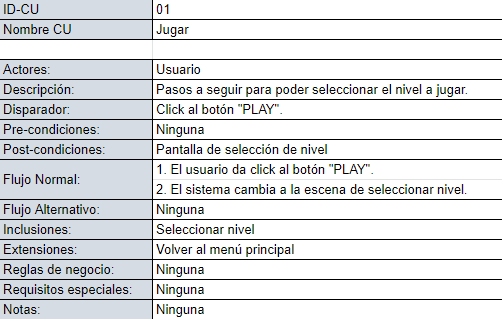 ID-CU 01
Nombre CU Jugar
Actores: Usuario
Descripción: Pasos a seguir para poder seleccionar el nivel a jugar.
Disparador: Click al botón "PLAY".
Pre-condiciones: Ninguna
Post-condiciones: Pantalla de selección de nivel
Flujo Normal: 1. El usuario da click al botón "PLAY".
2. El sistema cambia a la escena de seleccionar nivel.
Flujo Alternativo: Ninguna
Inclusiones: Seleccionar nivel
Extensiones: Volver al menú principal
Reglas de negocio: Ninguna
Requisitos especiales: Ninguna
Notas: Ninguna